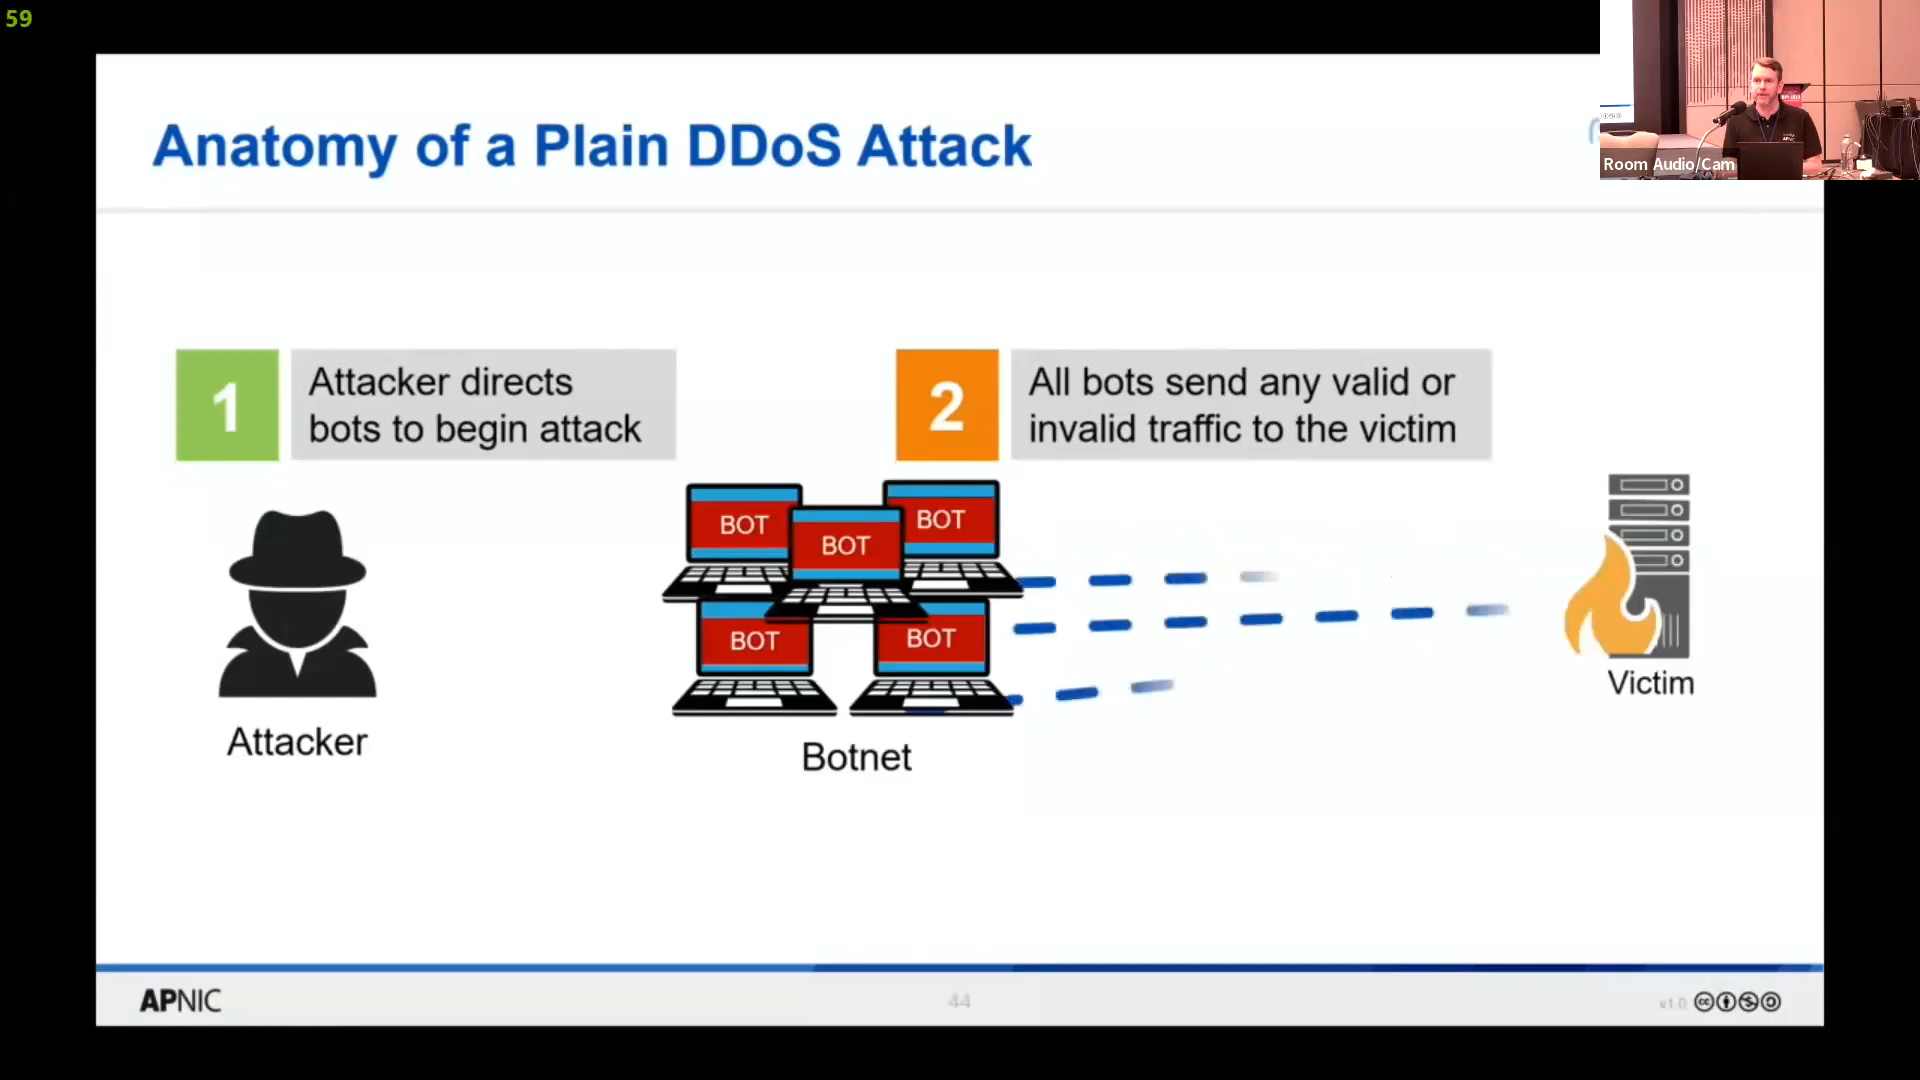 59
Anatomy of a Plain DDoS Attack
Room Audio/Cam
1
Attacker directs
bots to begin attack
2
All bots send any valid or
invalid traffic to the victim
BOT
BOT
BOT
BOT
BOT
Victim
Attacker
Botnet
APNIC
44
v1.0